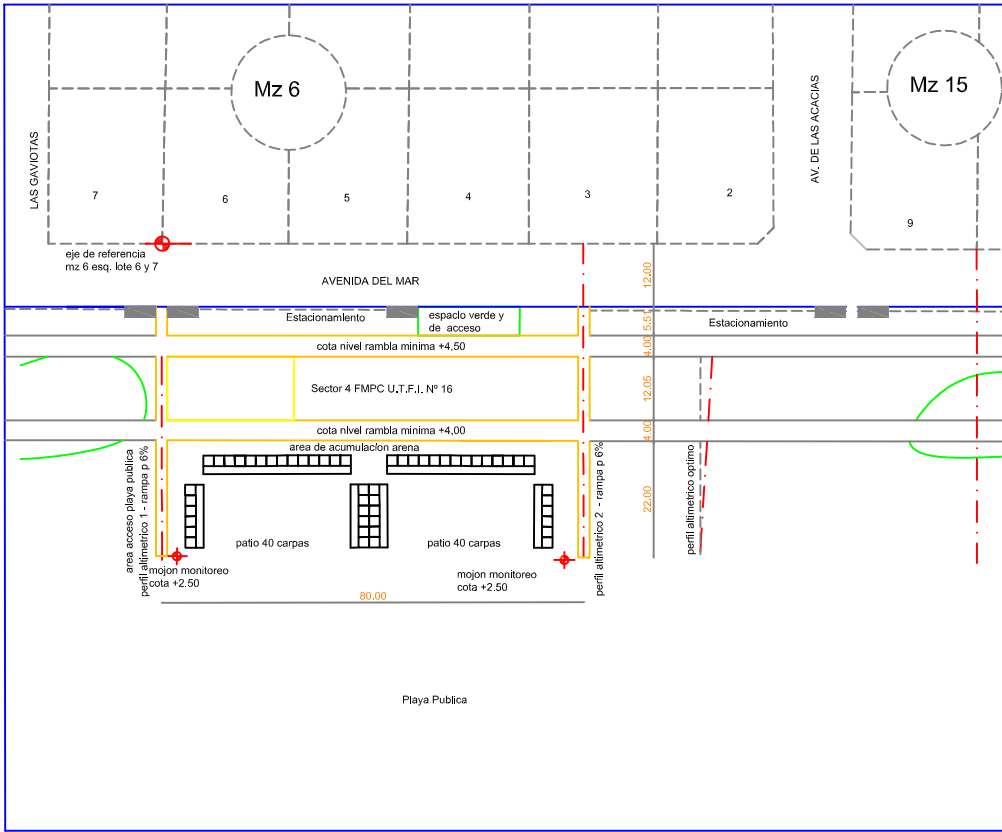 Mz 6
Mz 15
LAS GAVIOTAS
AV. DE LAS ACACIAS
7
6
5
4
3
2
9
eje de referencia
mz 6 esq. lote 6 y 7
AVENIDA DEL MAR
12.00
Estacionamiento
espacio verde y
de acceso
5.51
Estacionamiento
cota nivel rambla minima +4,50
4.00
Sector 4 FMPC U.T.F.I. Nº 16
12.05
cota nivel rambla minima +4,00
4.00
area de acumulacion arena
area acceso playa publica
perfil altimetrico 1 - rampa p 6%
perfil altimetrico 2 - rampa p 6%
22.00
perfil altimetrico optimo
patio 40 carpas
patio 40 carpas
mojon monitoreo
cota +2.50
mojon monitoreo
cota +2.50
80.00
Playa Publica